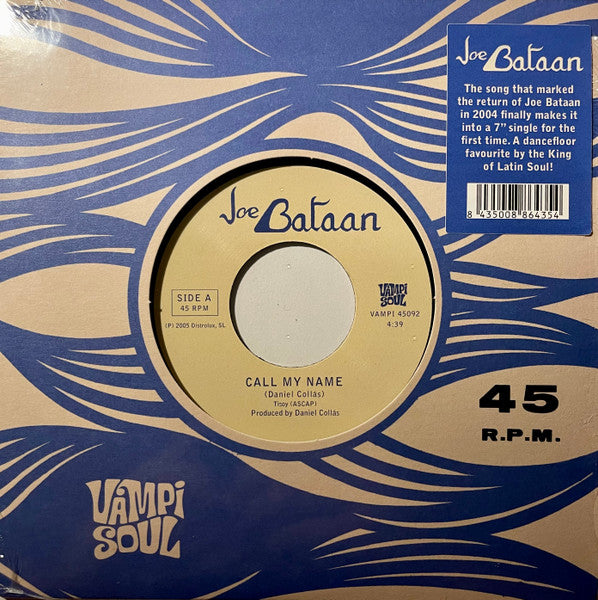 Joe Bataan
The song that marked
the return of Joe Bataan
in 2004 finally makes it
into a 7" single for the
first time. A dancefloor
favourite by the King
of Latin Soul!
8 435008 864354
Joe Bataan
SIDE A
45 RPM
(P) 2005 Distrolux, SL
VAMPI
SOUL
VAMPI 45092
4:39
CALL MY NAME
(Daniel Collás)
Tisoy (ASCAP)
Produced by Daniel Collás
45
R.P.M.
VAMPI
SOUL